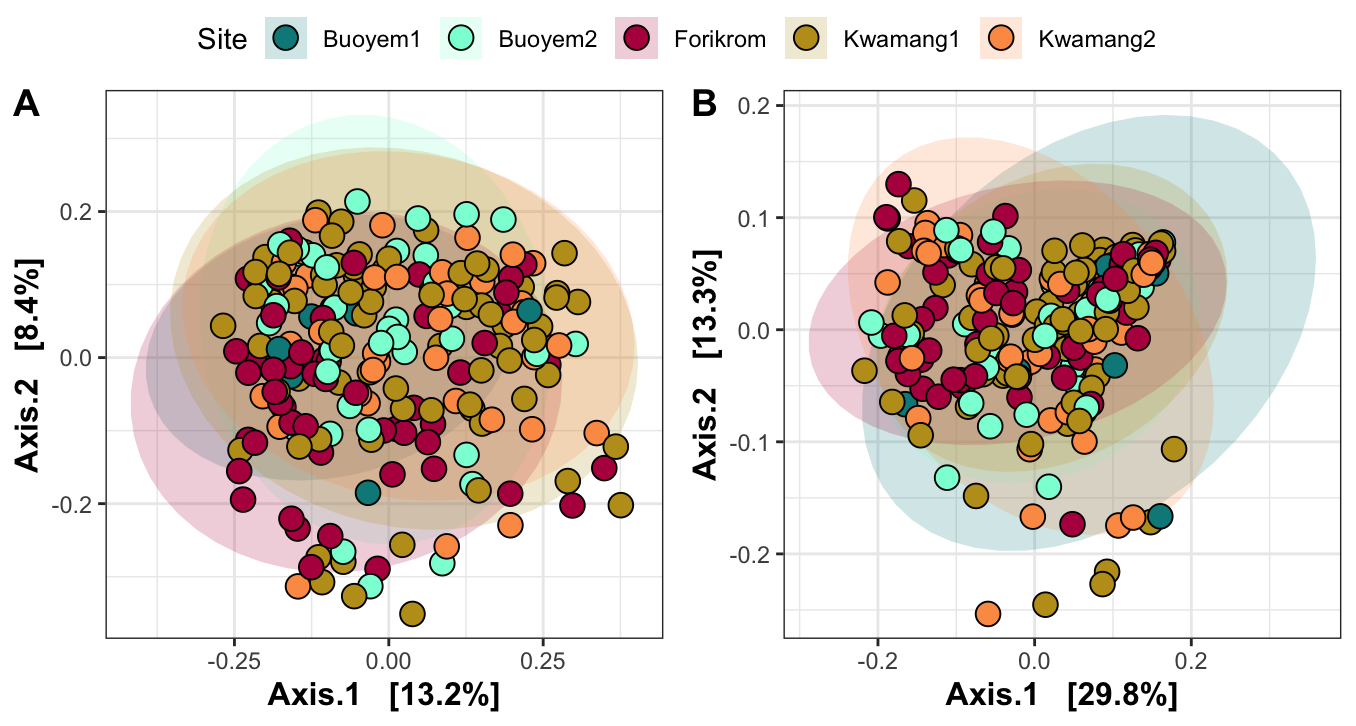 Site Buoyem1 Buoyem2 Forikrom Kwamang1 Kwamang2
A
0.2
0.0
-0.2
Axis.2 [8.4%]
-0.25 0.00 0.25
Axis.1 [13.2%]
B
0.2
0.1
0.0
-0.1
-0.2
Axis.2 [13.3%]
-0.2 0.0 0.2
Axis.1 [29.8%]